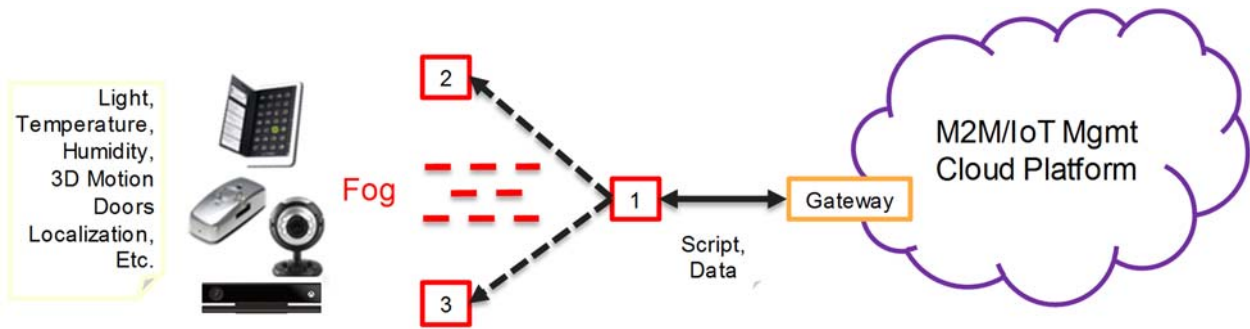 Light,
Temperature,
Humidity,
3D Motion
Doors
Localization,
Etc.
Fog
2
1
3
Script,
Data
Gateway
M2M/IoT Mgmt
Cloud Platform